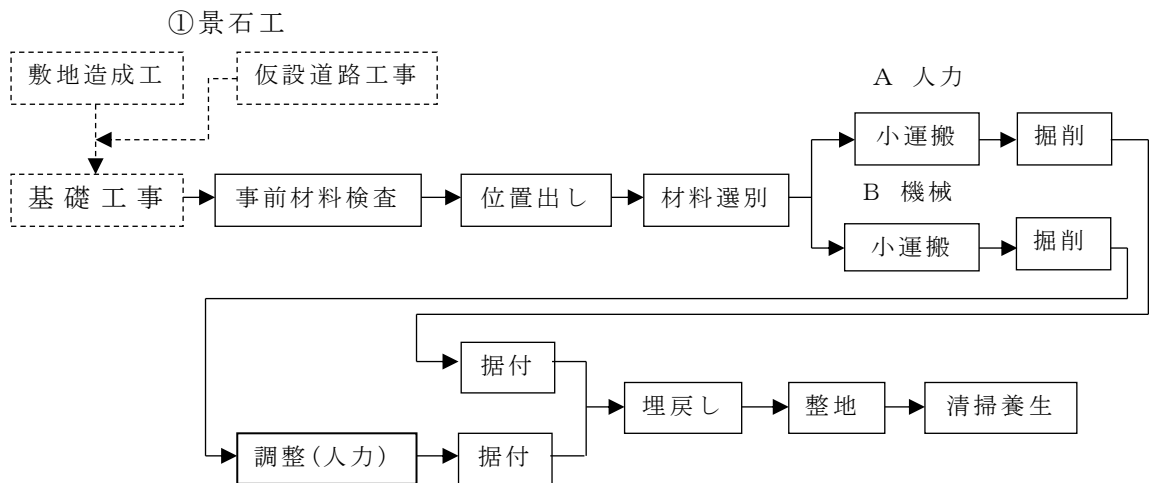 ①景石工
敷地造成工
仮設道路工事
A 人力
小運搬
掘削
基礎工事
事前材料検査
位置出し
材料選別
B 機械
小運搬
掘削
据付
埋戻し
整地
清掃養生
調整(人力)
据付